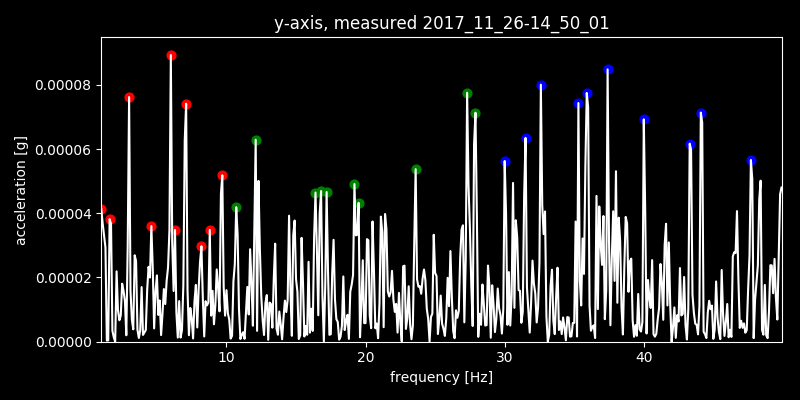 y-axis, measured 2017_11_26-14_50_01
0.00008
0.00006
0.00004
0.00002
0.00000
acceleration [g]
10 20 30 40
frequency [Hz]